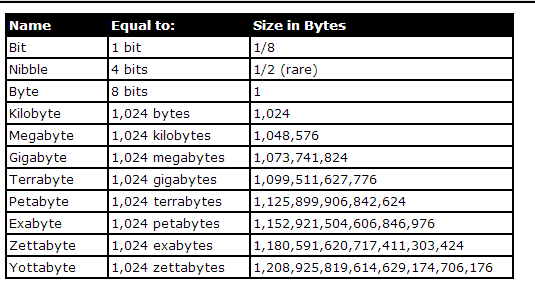 Name Equal to: Size in Bytes
Bit 1 bit 1/8
Nibble 4 bits 1/2 (rare)
Byte 8 bits 1
Kilobyte 1,024 bytes 1,024
Megabyte 1,024 kilobytes 1,048,576
Gigabyte 1,024 megabytes 1,073,741,824
Terrabyte 1,024 gigabytes 1,099,511,627,776
Petabyte 1,024 terrabytes 1,125,899,906,842,624
Exabyte 1,024 petabytes 1,152,921,504,606,846,976
Zettabyte 1,024 exabytes 1,180,591,620,717,411,303,424
Yottabyte 1,024 zettabytes 1,208,925,819,614,629,174,706,176